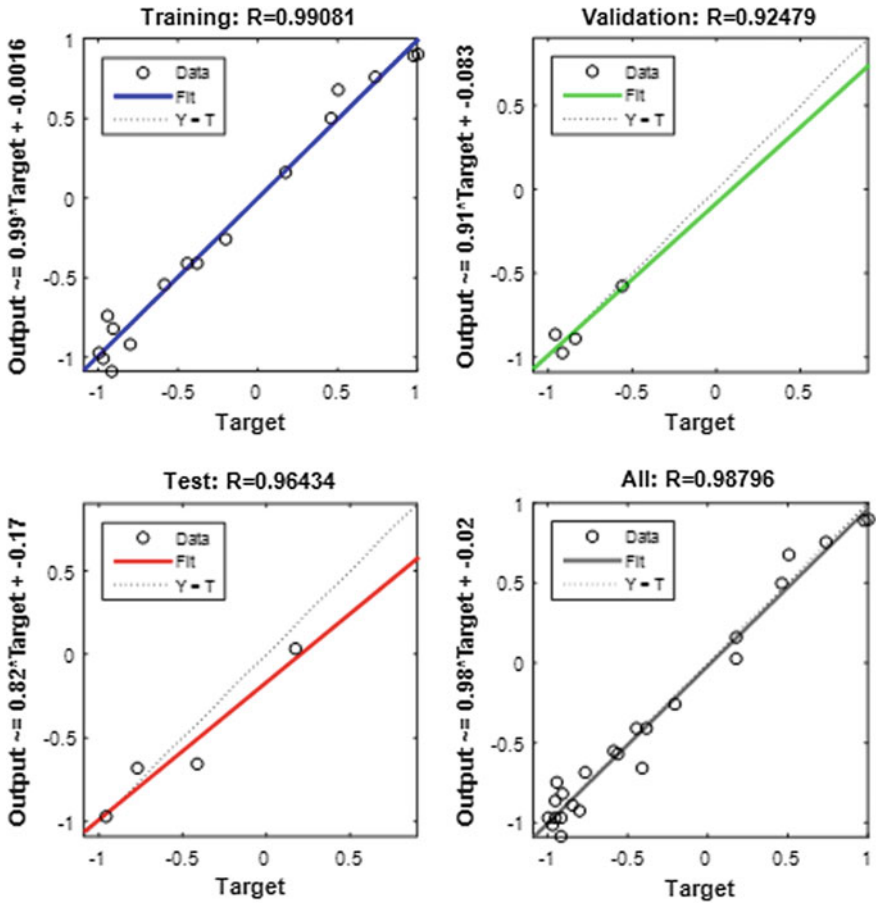 Training: R=0.99081
Output ~= 0.99*Target + -0.0016
1
0.5
0
-0.5
-1
Data
Fit
Y = T
-1
-0.5
0
0.5
1
Target
Validation: R=0.92479
Output ~= 0.91*Target + -0.083
0.5
0
-0.5
-1
Data
Fit
Y = T
-1
-0.5
0
0.5
Target
Test: R=0.96434
Output ~= 0.82*Target + -0.17
0.5
0
-0.5
-1
Data
Fit
Y = T
-1
-0.5
0
0.5
Target
All: R=0.98796
Output ~= 0.98*Target + -0.02
1
0.5
0
-0.5
-1
Data
Fit
Y = T
-1
-0.5
0
0.5
1
Target